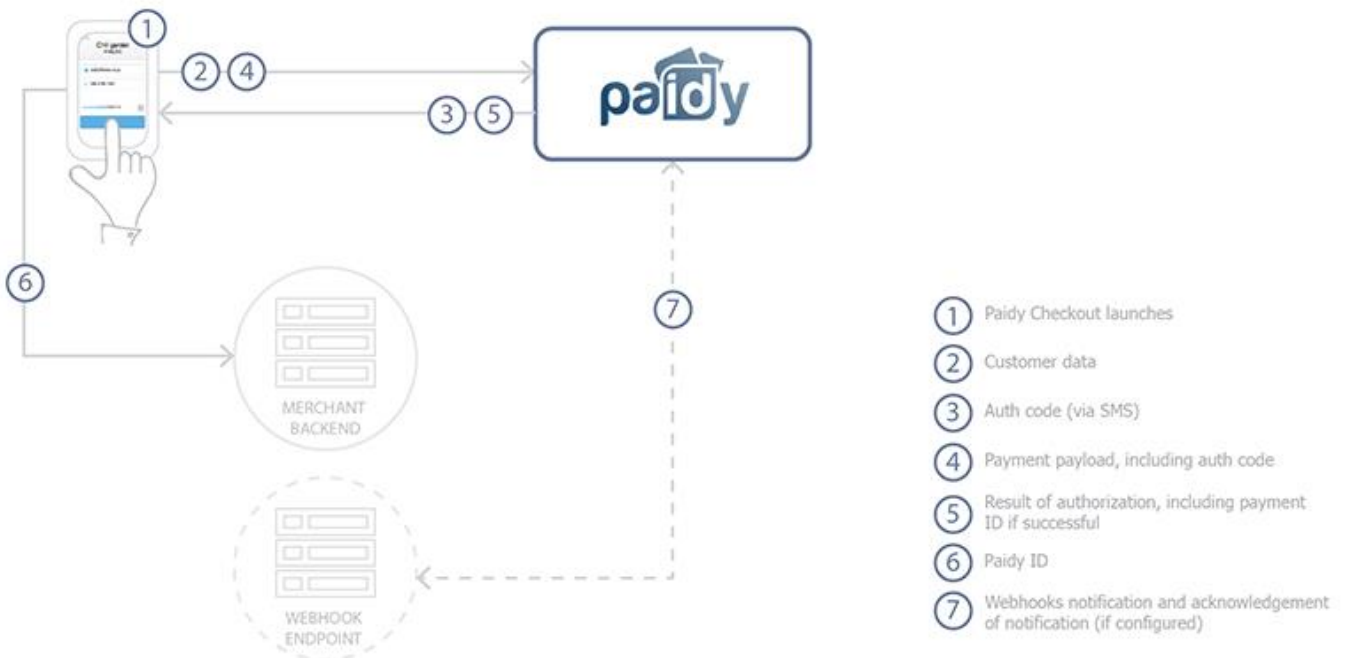 1
2 4
paidy
3 5
6
7
MERCHANT
BACKEND
WEBHOOK
ENDPOINT
1 Paidy Checkout launches
2 Customer data
3 Auth code (via SMS)
4 Payment payload, including auth code
5 Result of authorization, including payment
ID if successful
6 Paidy ID
7 Webhooks notification and acknowledgement
of notification (if configured)